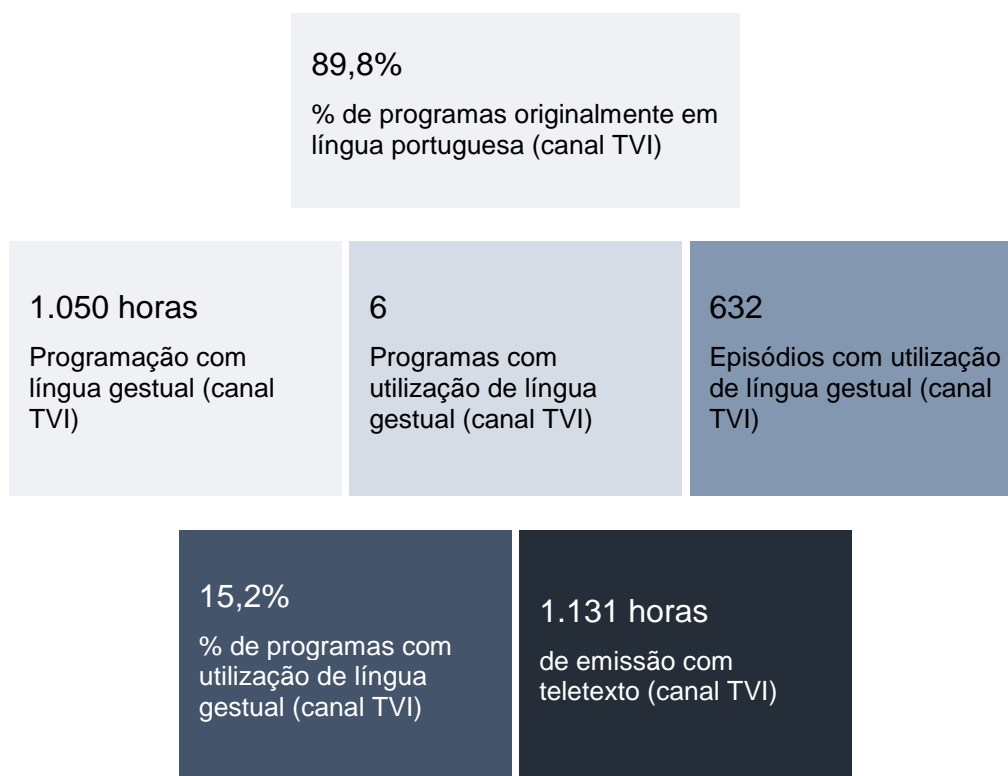 89,8%
% de programas originalmente em
língua portuguesa (canal TVI)
1.050 horas
Programação com
língua gestual (canal
TVI)
6
Programas com
utilização de língua
gestual (canal TVI)
632
Episódios com utilização
de língua gestual (canal
TVI)
15,2%
% de programas com
utilização de língua
gestual (canal TVI)
1.131 horas
de emissão com
teletexto (canal TVI)